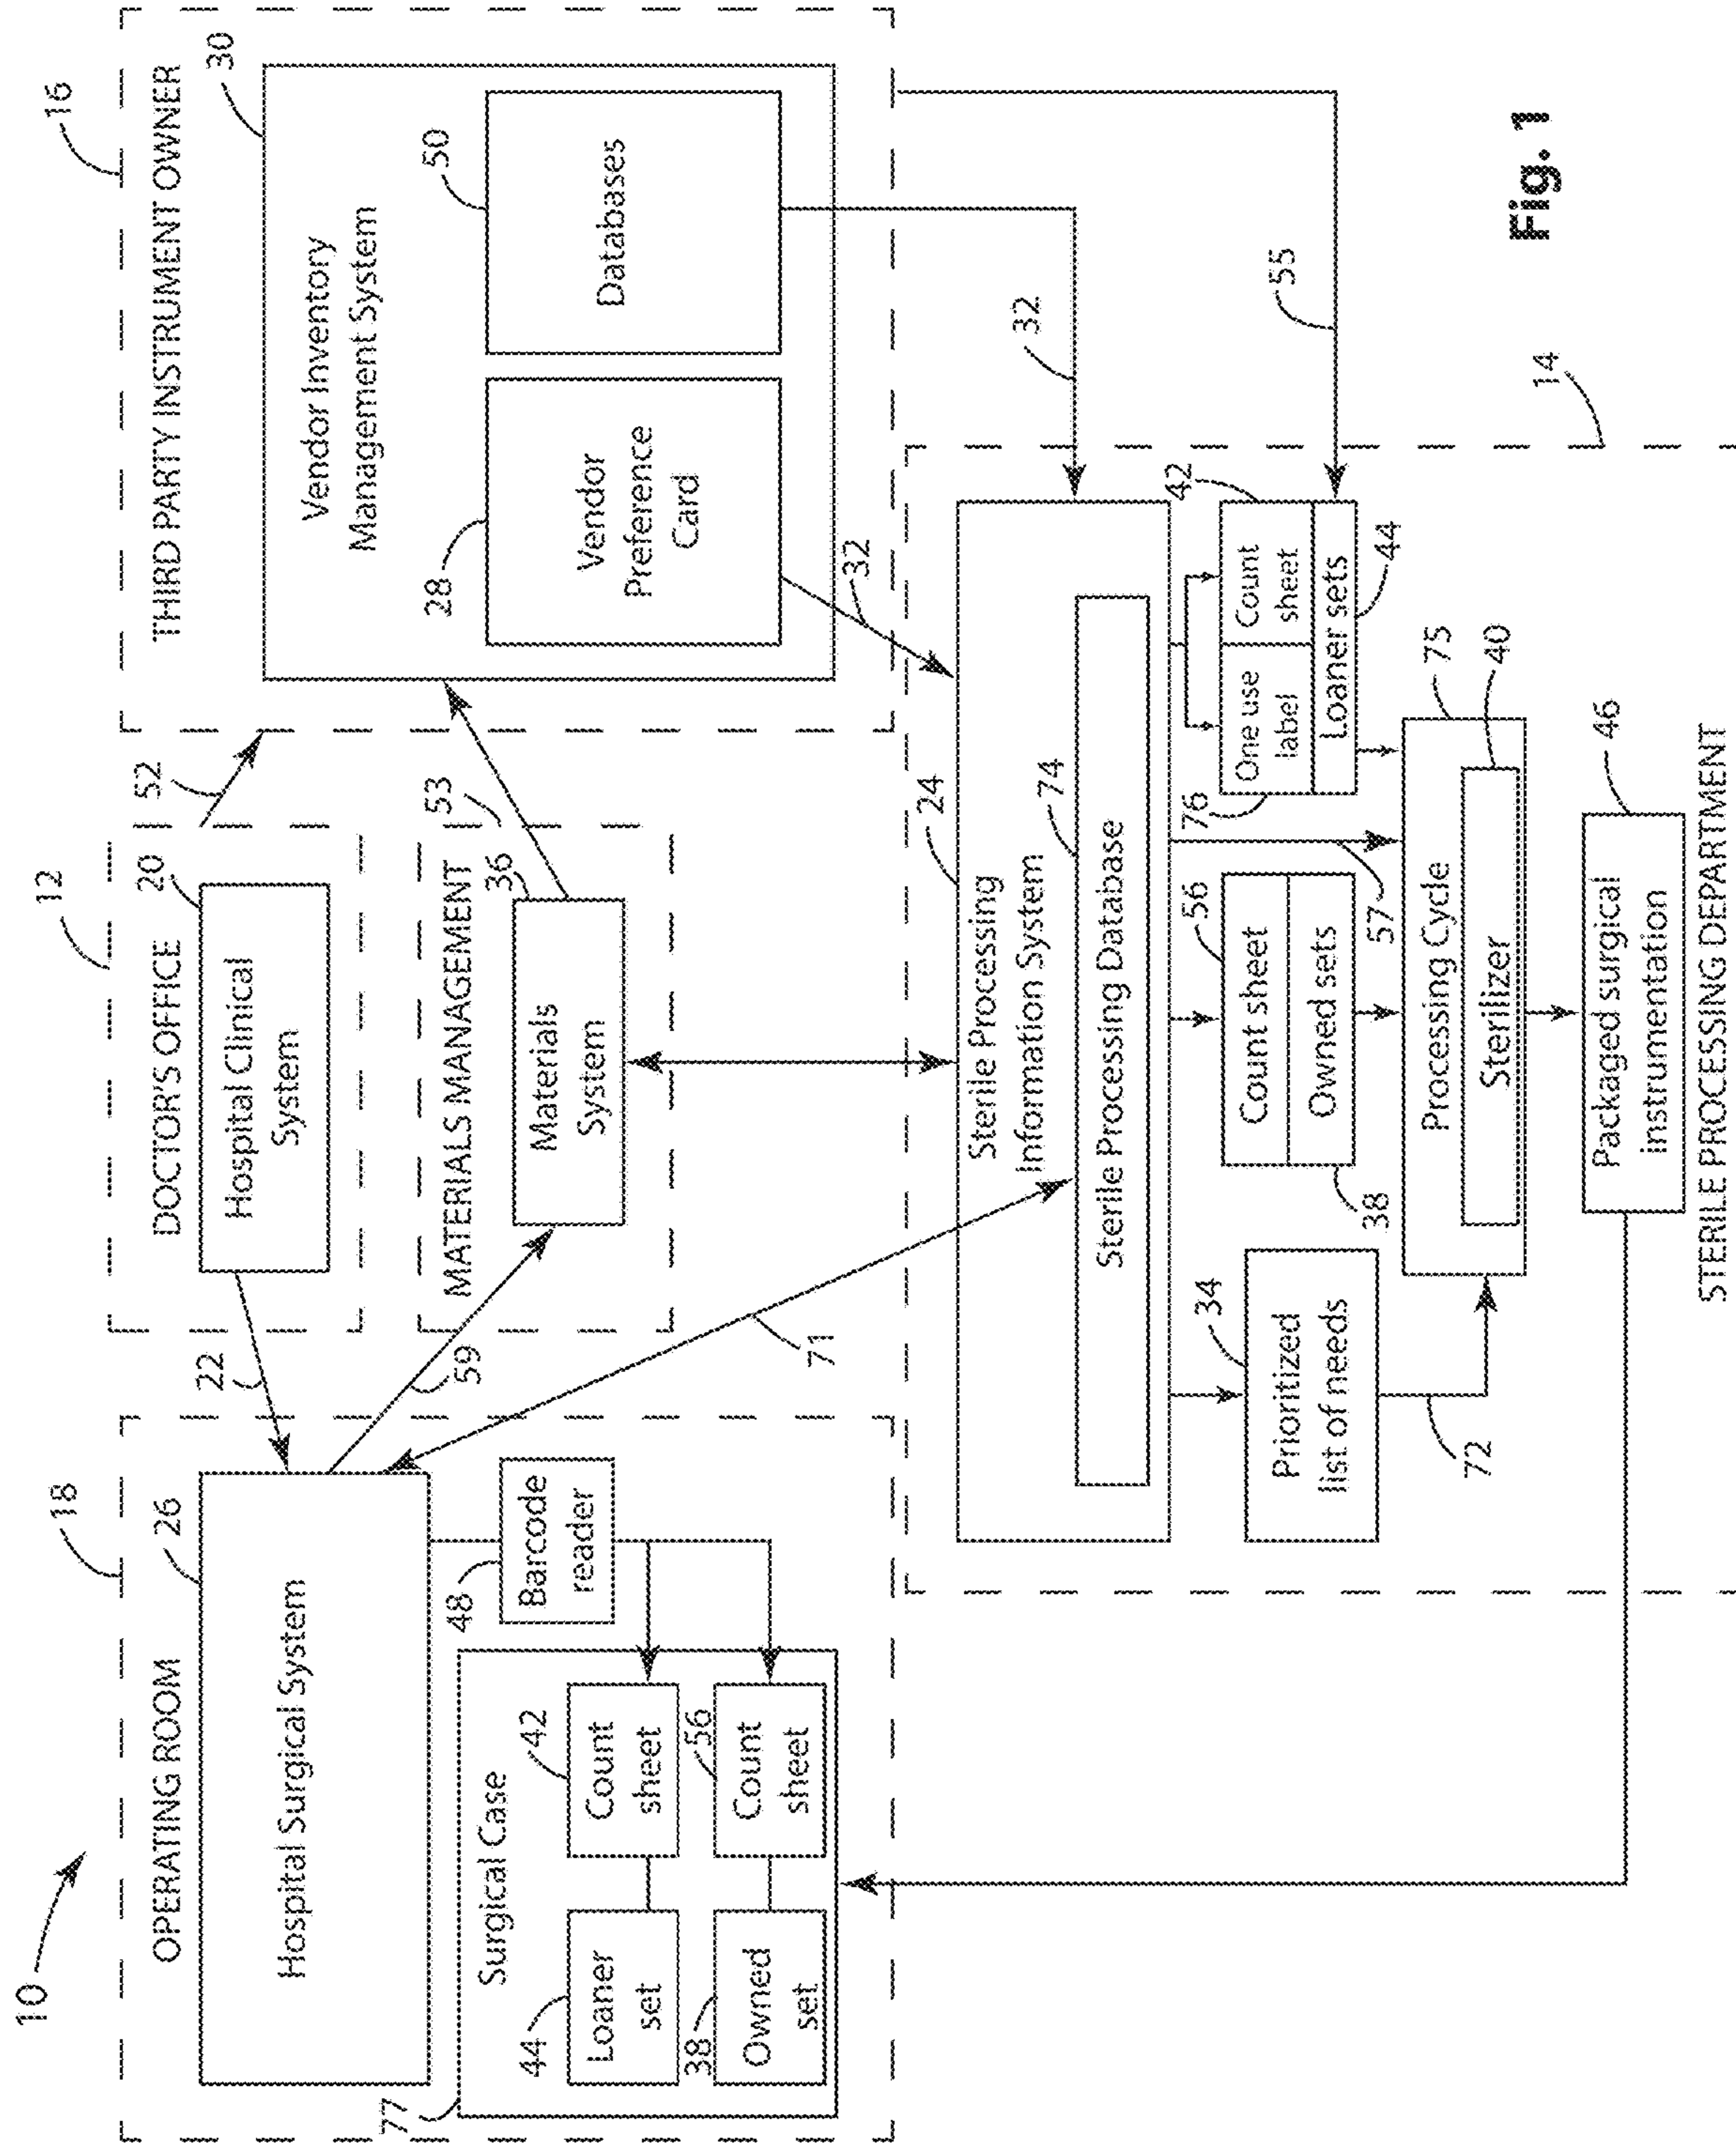 10
18
OPERATING ROOM
26
Hospital Surgical System
77
Surgical Case
48
Barcode
reader
44
Loaner
set
42
Count
sheet
38
Owned
set
56
Count
sheet
22
59
71
12
DOCTOR'S OFFICE
20
Hospital Clinical
System
52
MATERIALS MANAGEMENT
53
36
Materials
System
16
THIRD PARTY INSTRUMENT OWNER
30
Vendor Inventory
Management System
28
Vendor
Preference
Card
50
Databases
32
32
55
14
24
Sterile Processing
Information System
74
Sterile Processing Database
34
Prioritized
list of needs
72
56
Count sheet
Owned sets
38
57
76
One use
label
42
Count
sheet
Loaner sets
44
75
Processing Cycle
40
Sterilizer
46
Packaged surgical
instrumentation
STERILE PROCESSING DEPARTMENT
Fig. 1